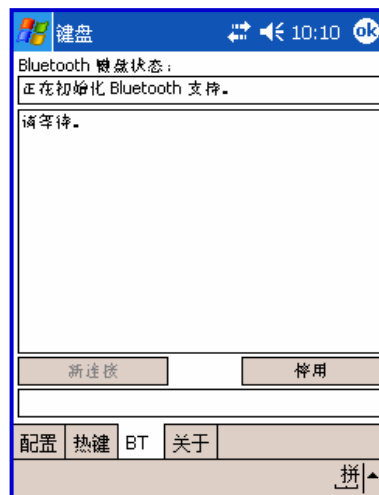 键盘 10:10 ok
Bluetooth 键盘状态：
正在初始化 Bluetooth 支持。
请等待。
新连接 停用
配置 热键 BT 关于
拼